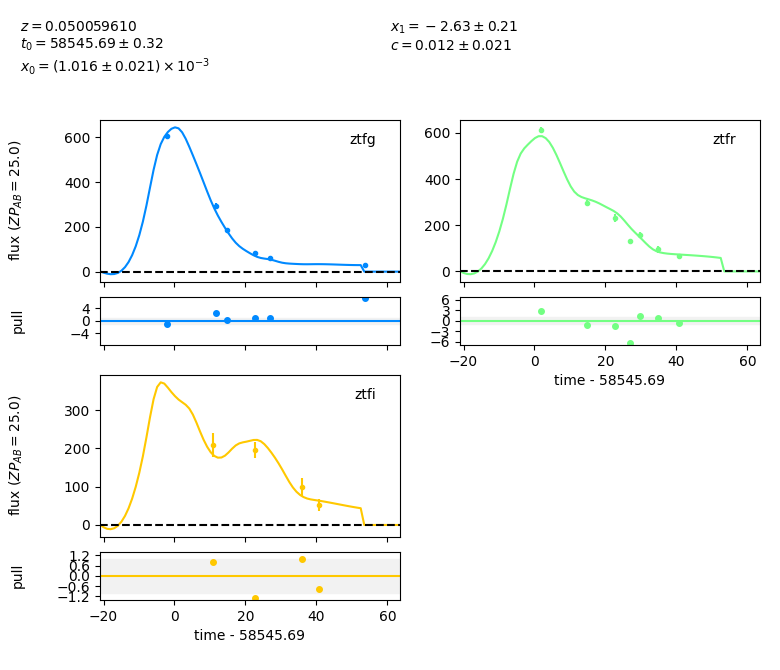 z = 0.050059610
t₀ = 58545.69 ± 0.32
x₀ = (1.016 ± 0.021) × 10⁻³
x₁ = −2.63 ± 0.21
c = 0.012 ± 0.021
flux (ZP_AB = 25.0)
600
400
200
0
ztfg
600
400
200
0
ztfr
pull
4
0
−4
6
3
0
−3
−6
−20
0
20
40
60
time - 58545.69
flux (ZP_AB = 25.0)
300
200
100
0
ztfi
pull
1.2
0.6
0.0
−0.6
−1.2
−20
0
20
40
60
time - 58545.69